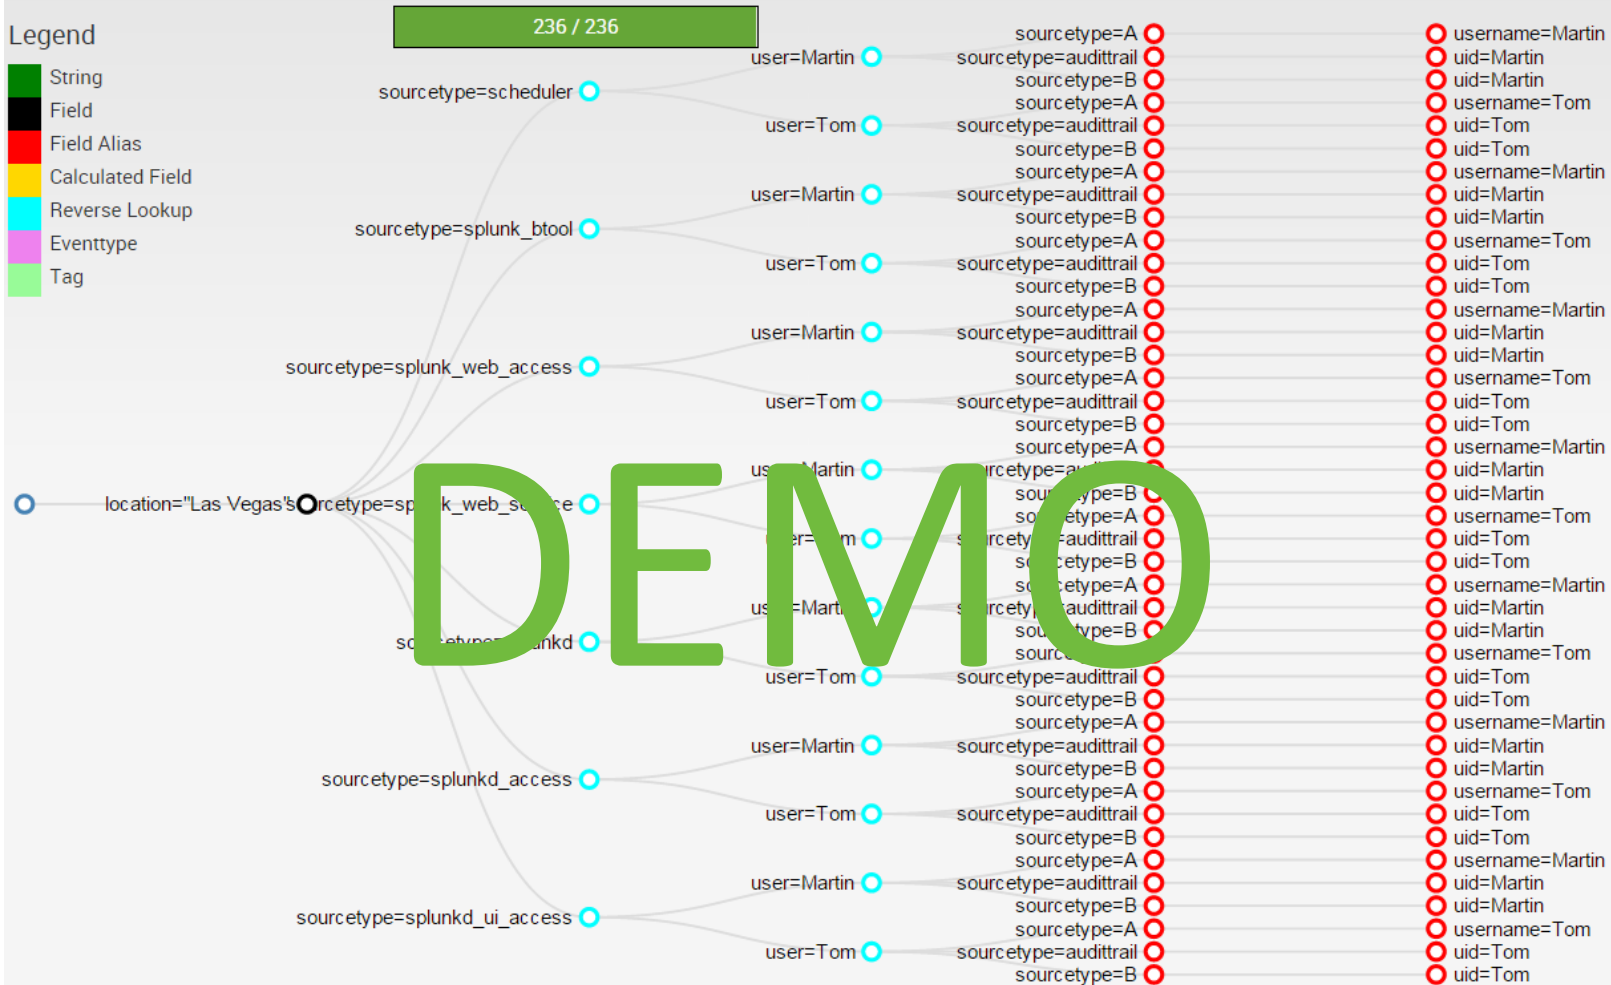 Legend
String
Field
Field Alias
Calculated Field
Reverse Lookup
Eventtype
Tag
236 / 236
location="Las Vegas"
sourcetype=scheduler
sourcetype=splunk_btool
sourcetype=splunk_web_access
sourcetype=splunkd_access
sourcetype=splunkd_ui_access
user=Martin
user=Tom
user=Martin
user=Tom
user=Martin
user=Tom
user=Tom
user=Martin
user=Tom
user=Martin
user=Tom
sourcetype=A
sourcetype=audittrail
sourcetype=B
sourcetype=A
sourcetype=audittrail
sourcetype=B
sourcetype=A
sourcetype=audittrail
sourcetype=B
sourcetype=A
sourcetype=audittrail
sourcetype=B
sourcetype=A
sourcetype=audittrail
sourcetype=B
sourcetype=A
sourcetype=audittrail
sourcetype=B
sourcetype=A
sourcetype=audittrail
sourcetype=B
sourcetype=A
sourcetype=audittrail
sourcetype=B
sourcetype=A
sourcetype=audittrail
sourcetype=B
sourcetype=A
sourcetype=audittrail
sourcetype=B
sourcetype=A
sourcetype=audittrail
sourcetype=B
username=Martin
uid=Martin
uid=Martin
username=Tom
uid=Tom
uid=Tom
username=Martin
uid=Martin
uid=Martin
username=Tom
uid=Tom
uid=Tom
username=Martin
uid=Martin
uid=Martin
username=Tom
uid=Tom
uid=Tom
username=Martin
uid=Martin
uid=Martin
username=Tom
uid=Tom
uid=Tom
username=Martin
uid=Martin
uid=Martin
username=Tom
uid=Tom
uid=Tom
username=Martin
uid=Martin
uid=Martin
username=Tom
uid=Tom
uid=Tom
username=Martin
uid=Martin
uid=Martin
username=Tom
uid=Tom
uid=Tom
DEMO